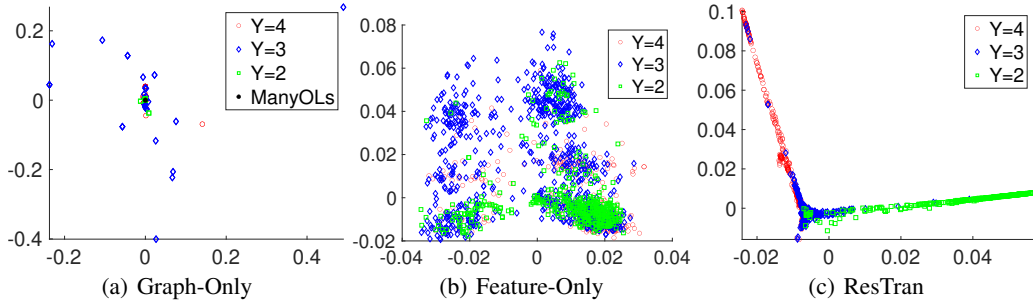 0.2
0
-0.2
-0.4
-0.2 0 0.2 0.4
Y=4
Y=3
Y=2
ManyOLs
(a) Graph-Only
0.08
0.06
0.04
0.02
0
-0.02
-0.04 -0.02 0 0.02 0.04
Y=4
Y=3
Y=2
(b) Feature-Only
0.1
0.08
0.06
0.04
0.02
0
-0.02 0 0.02 0.04
Y=4
Y=3
Y=2
(c) ResTran